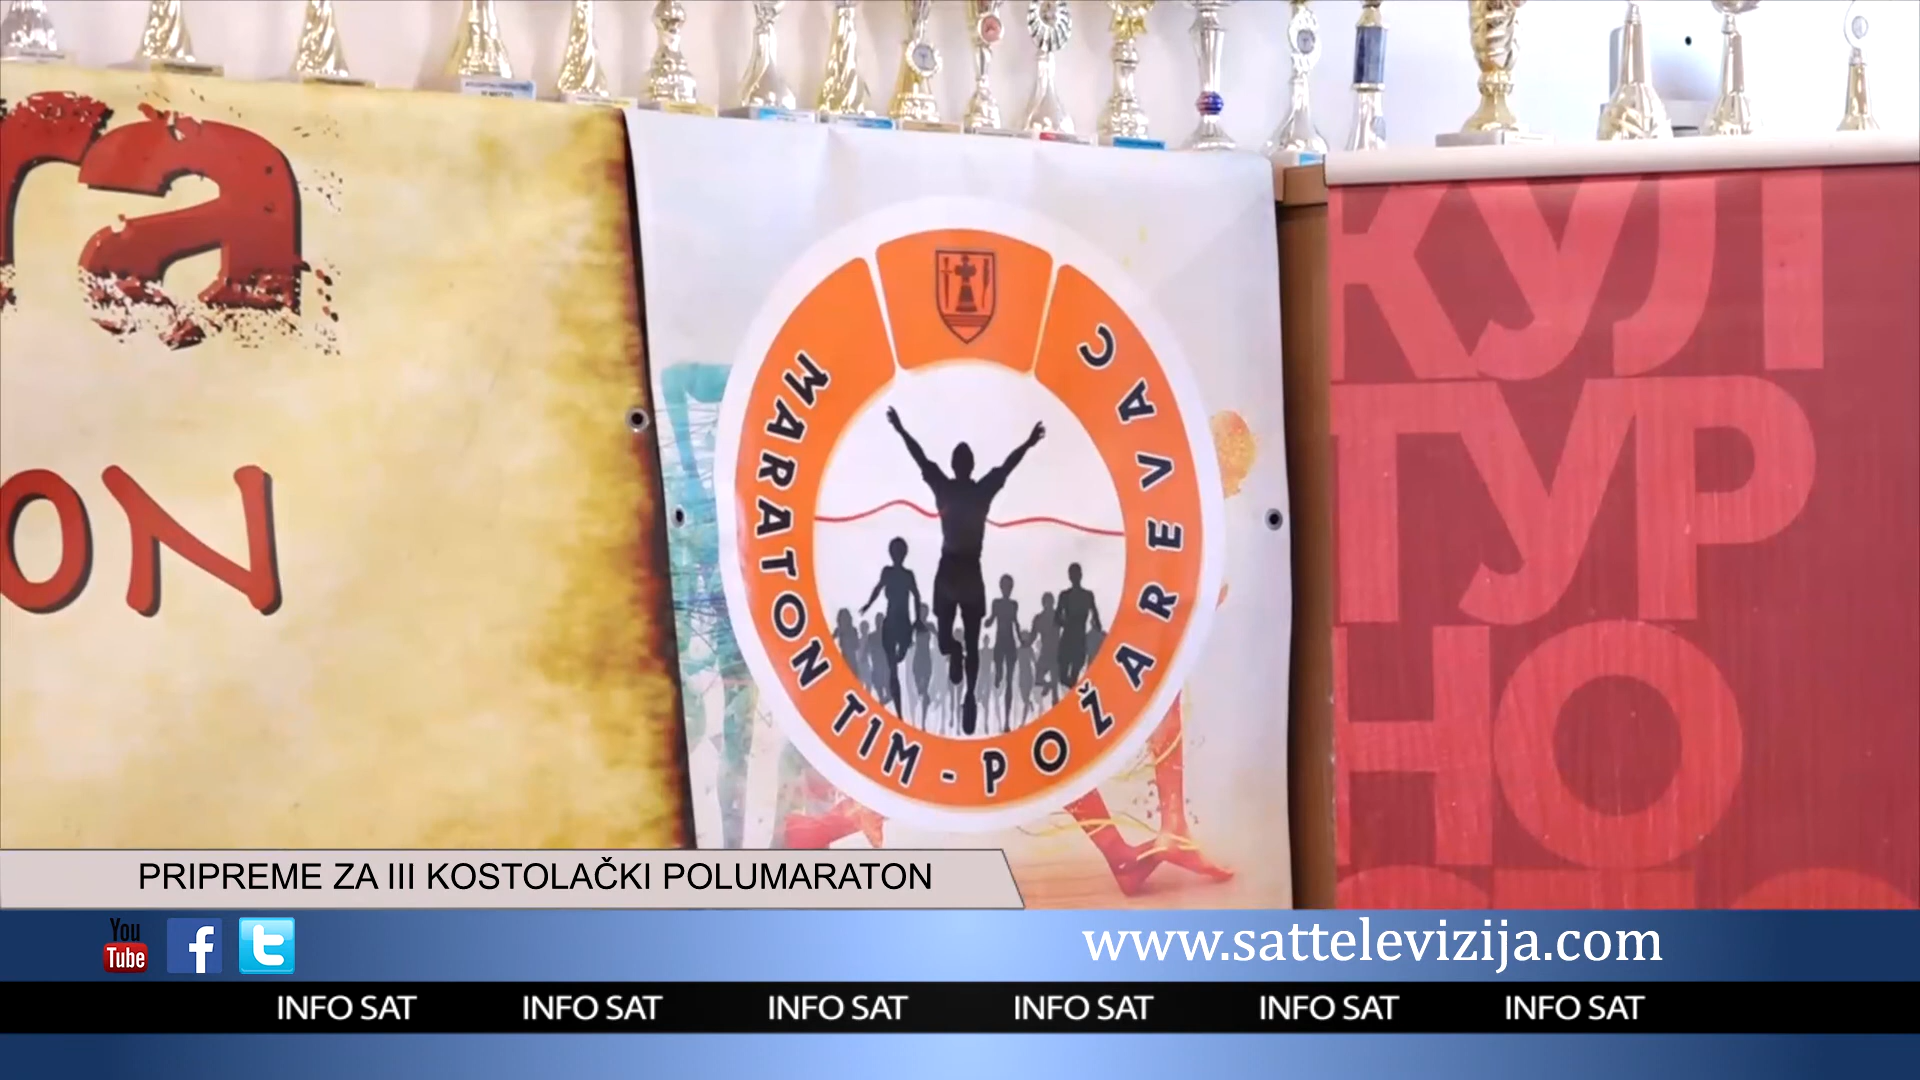 ra
ON
MARATON TIM - POŽAREVAC
КУЛ
ТУР
НО
PRIPREME ZA III KOSTOLAČKI POLUMARATON
You
Tube
www.sattelevizija.com
INFO SAT INFO SAT INFO SAT INFO SAT INFO SAT INFO SAT